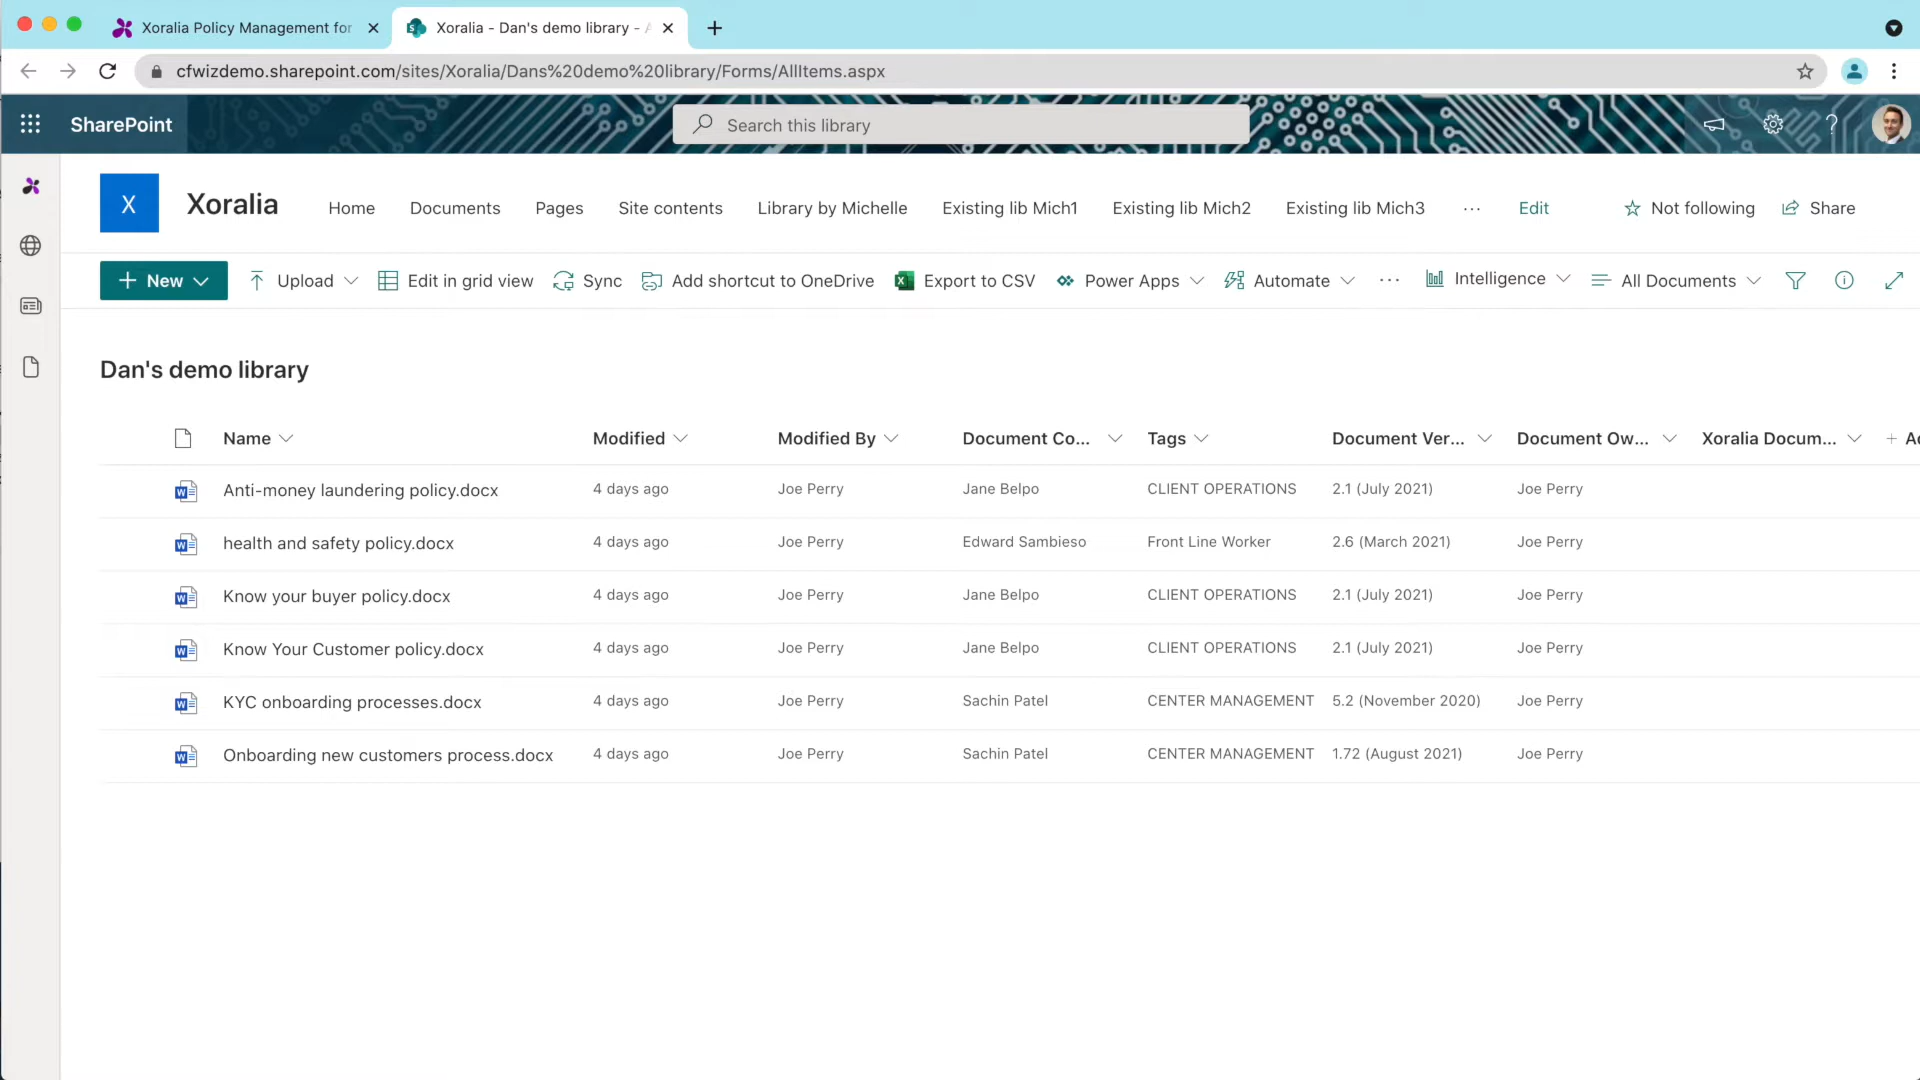 Xoralia Policy Management for
Xoralia - Dan's demo library -
cfwizdemo.sharepoint.com/sites/Xoralia/Dans%20demo%20library/Forms/AllItems.aspx
SharePoint
Search this library
X
Xoralia
Home Documents Pages Site contents Library by Michelle Existing lib Mich1 Existing lib Mich2 Existing lib Mich3 ... Edit Not following Share
New Upload Edit in grid view Sync Add shortcut to OneDrive Export to CSV Power Apps Automate ... Intelligence All Documents
Dan's demo library
Name Modified Modified By Document Co... Tags Document Ver... Document Ow... Xoralia Docum... +
Anti-money laundering policy.docx 4 days ago Joe Perry Jane Belpo CLIENT OPERATIONS 2.1 (July 2021) Joe Perry
health and safety policy.docx 4 days ago Joe Perry Edward Sambieso Front Line Worker 2.6 (March 2021) Joe Perry
Know your buyer policy.docx 4 days ago Joe Perry Jane Belpo CLIENT OPERATIONS 2.1 (July 2021) Joe Perry
Know Your Customer policy.docx 4 days ago Joe Perry Jane Belpo CLIENT OPERATIONS 2.1 (July 2021) Joe Perry
KYC onboarding processes.docx 4 days ago Joe Perry Sachin Patel CENTER MANAGEMENT 5.2 (November 2020) Joe Perry
Onboarding new customers process.docx 4 days ago Joe Perry Sachin Patel CENTER MANAGEMENT 1.72 (August 2021) Joe Perry